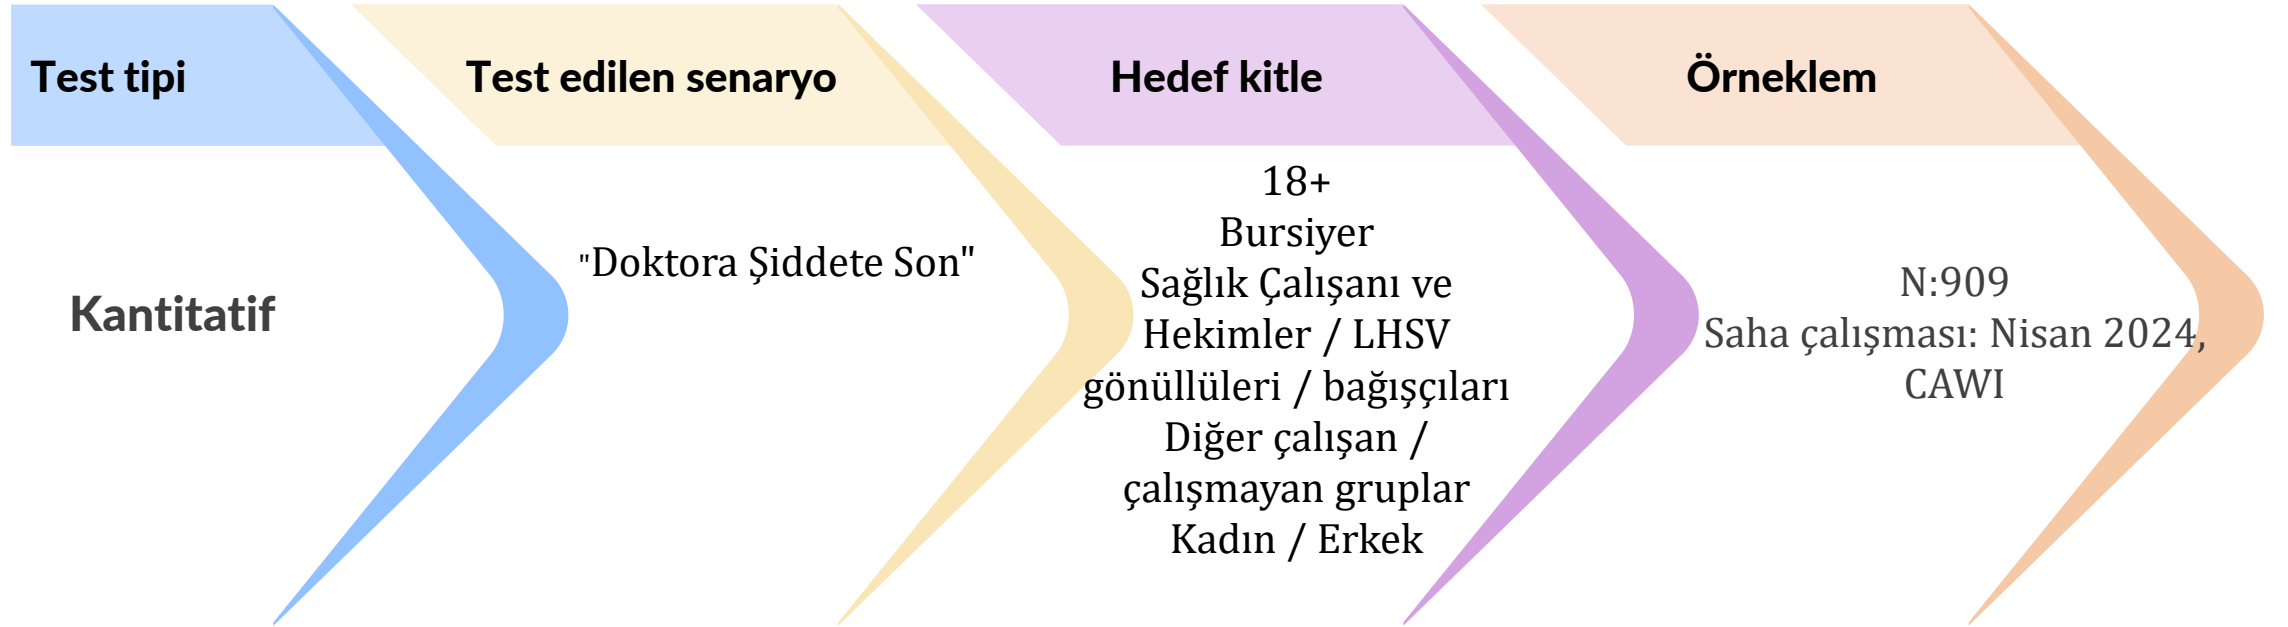 Test tipi
Kantitatif
Test edilen senaryo
"Doktora Şiddete Son"
Hedef kitle
18+
Bursiyer
Sağlık Çalışanı ve
Hekimler / LHSV
gönüllüleri / bağışçıları
Diğer çalışan /
çalışmayan gruplar
Kadın / Erkek
Örneklem
N:909
Saha çalışması: Nisan 2024,
CAWI